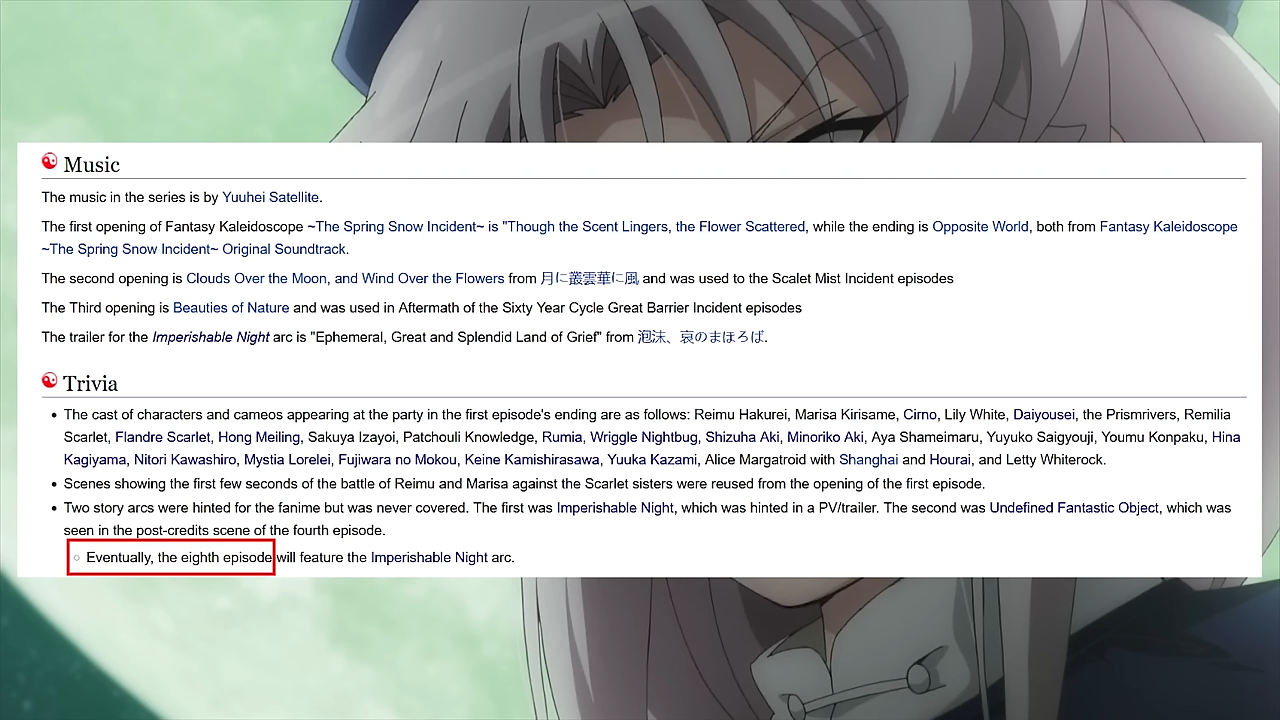 Music
The music in the series is by Yuuhei Satellite.
The first opening of Fantasy Kaleidoscope ~The Spring Snow Incident~ is "Though the Scent Lingers, the Flower Scattered, while the ending is Opposite World, both from Fantasy Kaleidoscope
~The Spring Snow Incident~ Original Soundtrack.
The second opening is Clouds Over the Moon, and Wind Over the Flowers from 月に叢雲華に風 and was used to the Scalet Mist Incident episodes
The Third opening is Beauties of Nature and was used in Aftermath of the Sixty Year Cycle Great Barrier Incident episodes
The trailer for the Imperishable Night arc is "Ephemeral, Great and Splendid Land of Grief" from 泡沫、哀のまほろば.
Trivia
• The cast of characters and cameos appearing at the party in the first episode's ending are as follows: Reimu Hakurei, Marisa Kirisame, Cirno, Lily White, Daiyousei, the Prismrivers, Remilia
Scarlet, Flandre Scarlet, Hong Meiling, Sakuya Izayoi, Patchouli Knowledge, Rumia, Wriggle Nightbug, Shizuha Aki, Minoriko Aki, Aya Shameimaru, Yuyuko Saigyouji, Youmu Konpaku, Hina
Kagiyama, Nitori Kawashiro, Mystia Lorelei, Fujiwara no Mokou, Keine Kamishirasawa, Yuuka Kazami, Alice Margatroid with Shanghai and Hourai, and Letty Whiterock.
• Scenes showing the first few seconds of the battle of Reimu and Marisa against the Scarlet sisters were reused from the opening of the first episode.
• Two story arcs were hinted for the fanime but was never covered. The first was Imperishable Night, which was hinted in a PV/trailer. The second was Undefined Fantastic Object, which was
seen in the post-credits scene of the fourth episode.
◦ Eventually, the eighth episode will feature the Imperishable Night arc.